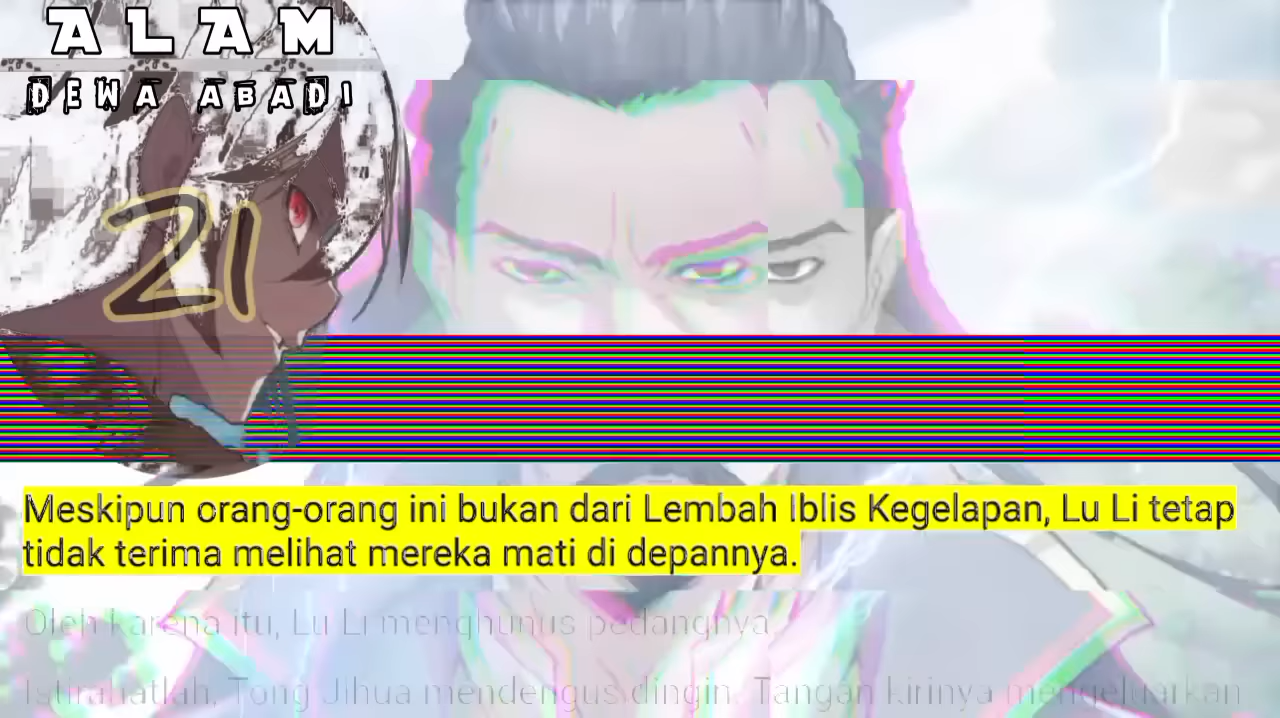 ALAM
DEWA ABADI
21
Meskipun orang-orang ini bukan dari Lembah Iblis Kegelapan, Lu Li tetap
tidak terima melihat mereka mati di depannya.
Oleh karena itu, Lu Li menghunus pedangnya
Istirahatlah, Tong Jihua mendengus dingin. Tangan kirinya mengeluarkan